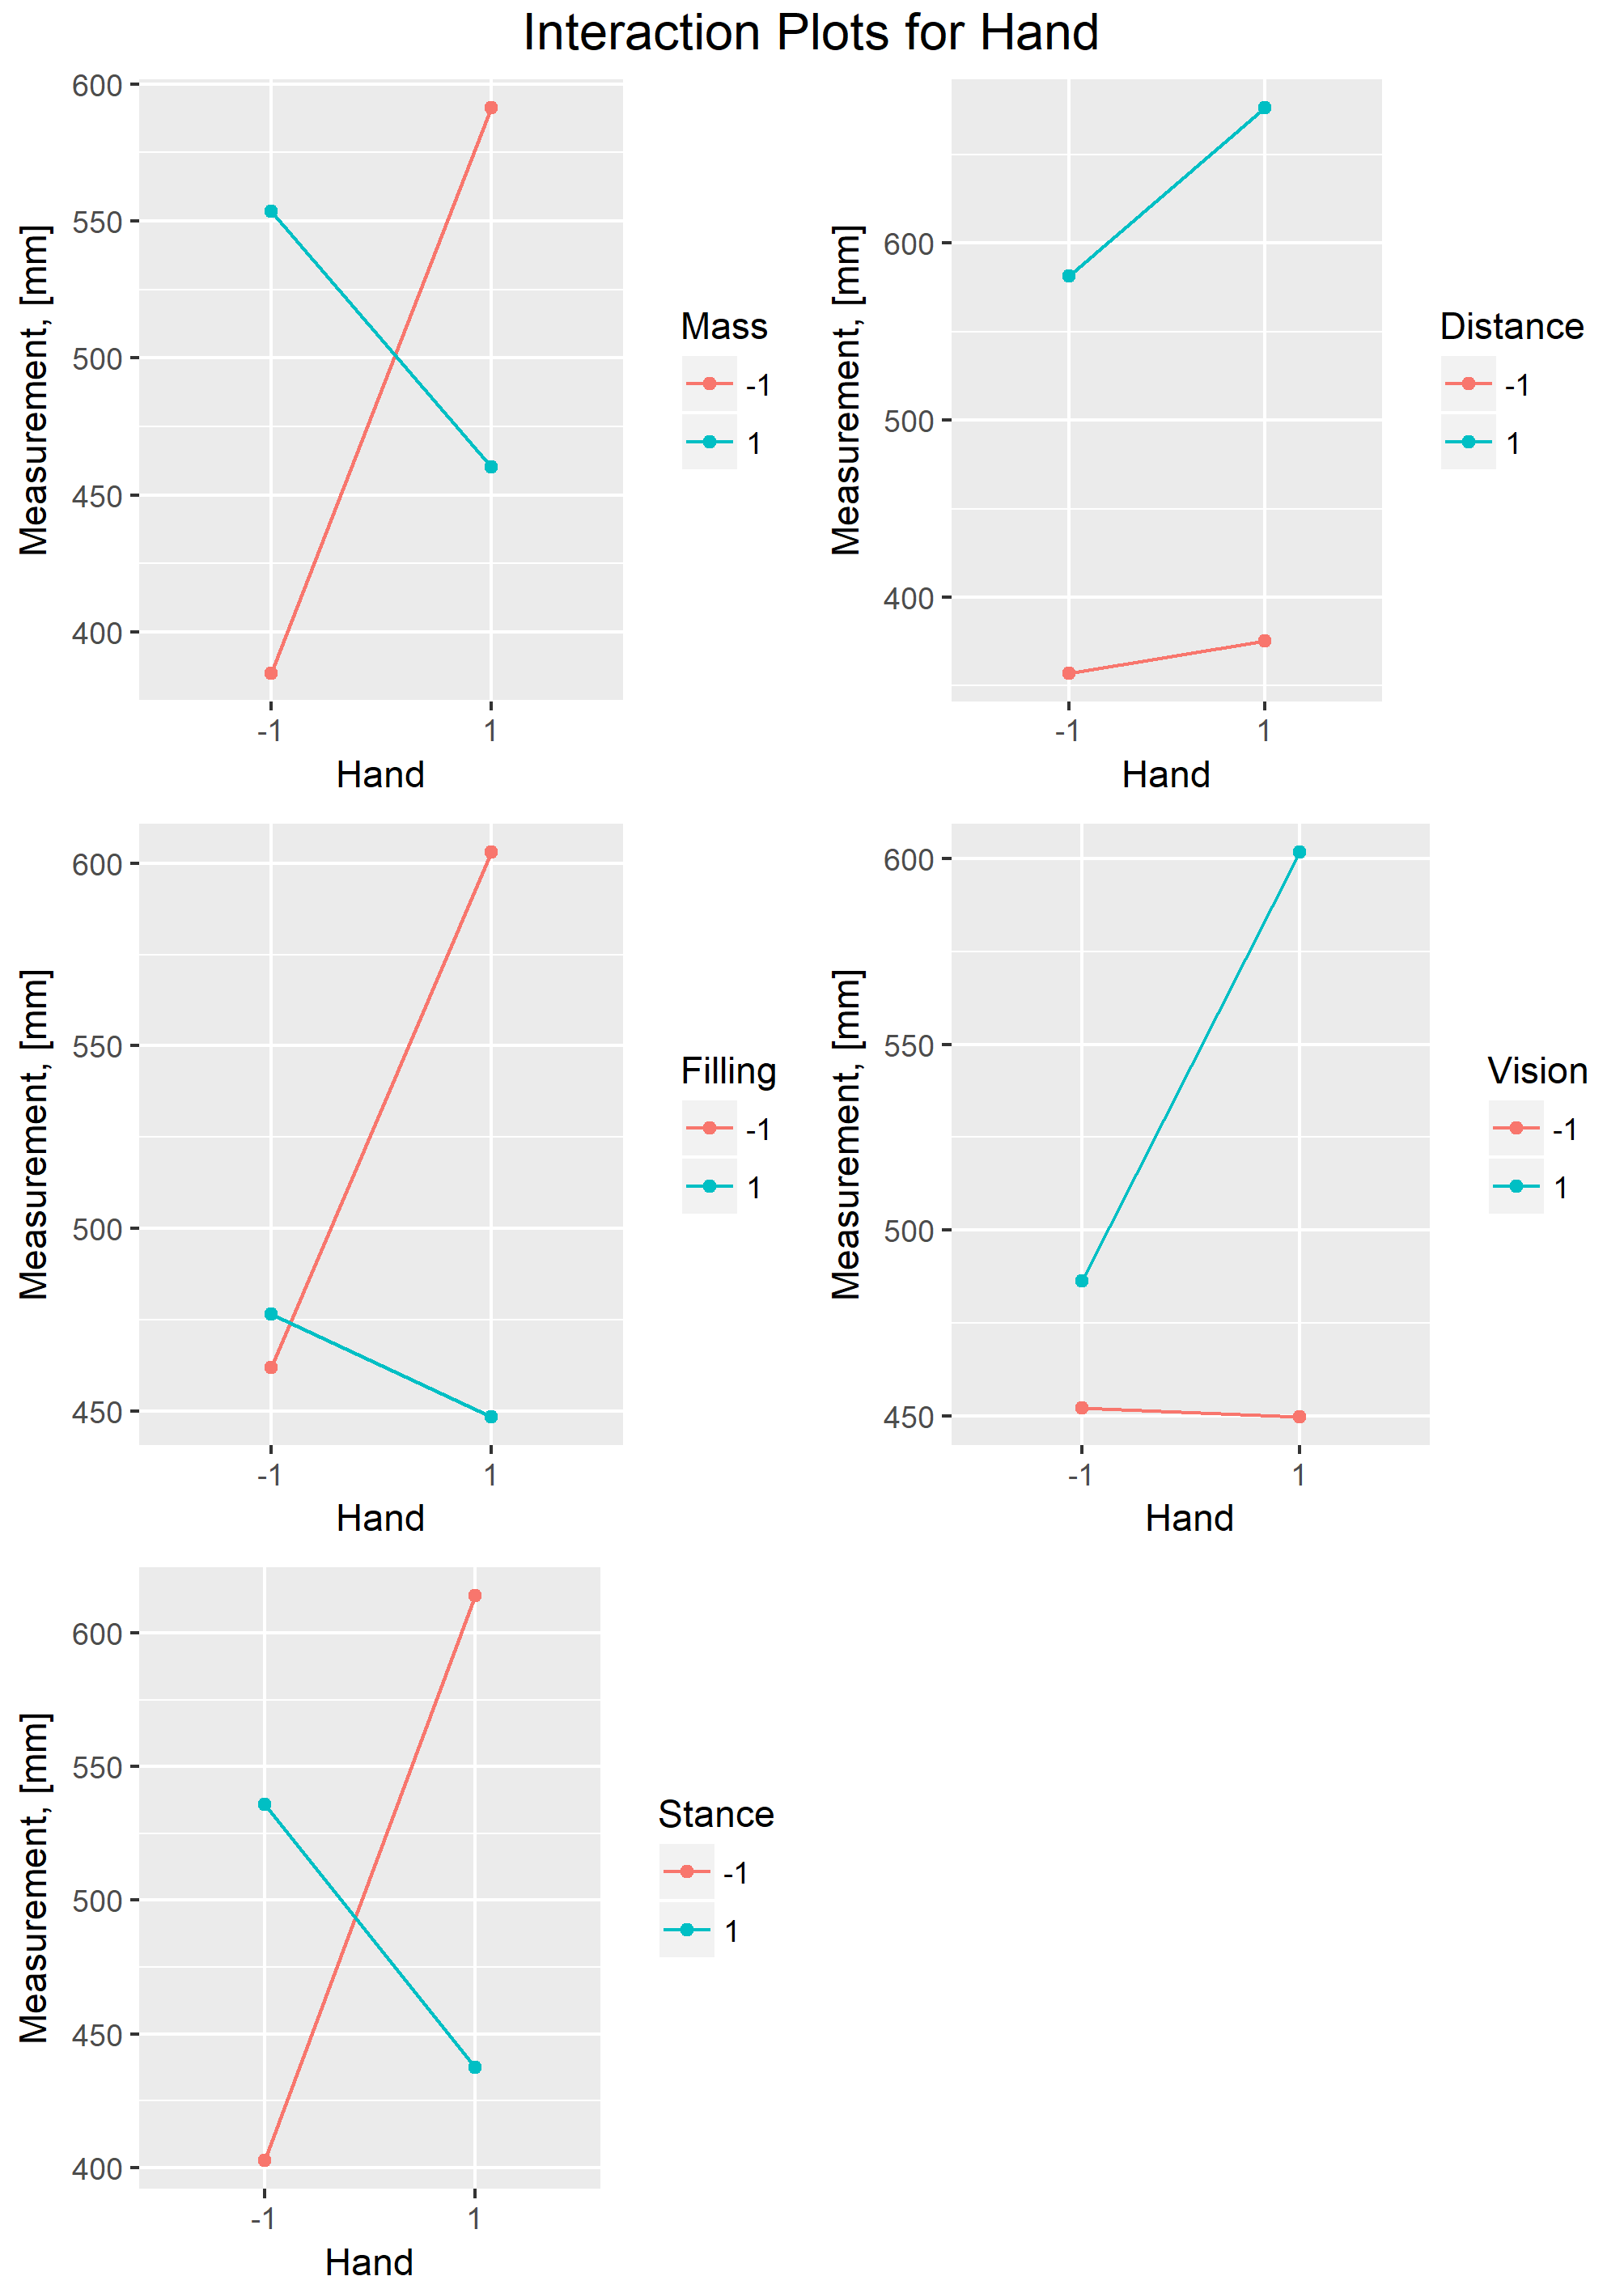 Interaction Plots for Hand
600
550
500
450
400
Measurement, [mm]
-1
1
Hand
Mass
-1
1
600
500
400
Measurement, [mm]
-1
1
Hand
Distance
-1
1
600
550
500
450
Measurement, [mm]
-1
1
Hand
Filling
-1
1
600
550
500
450
Measurement, [mm]
-1
1
Hand
Vision
-1
1
600
550
500
450
400
Measurement, [mm]
-1
1
Hand
Stance
-1
1